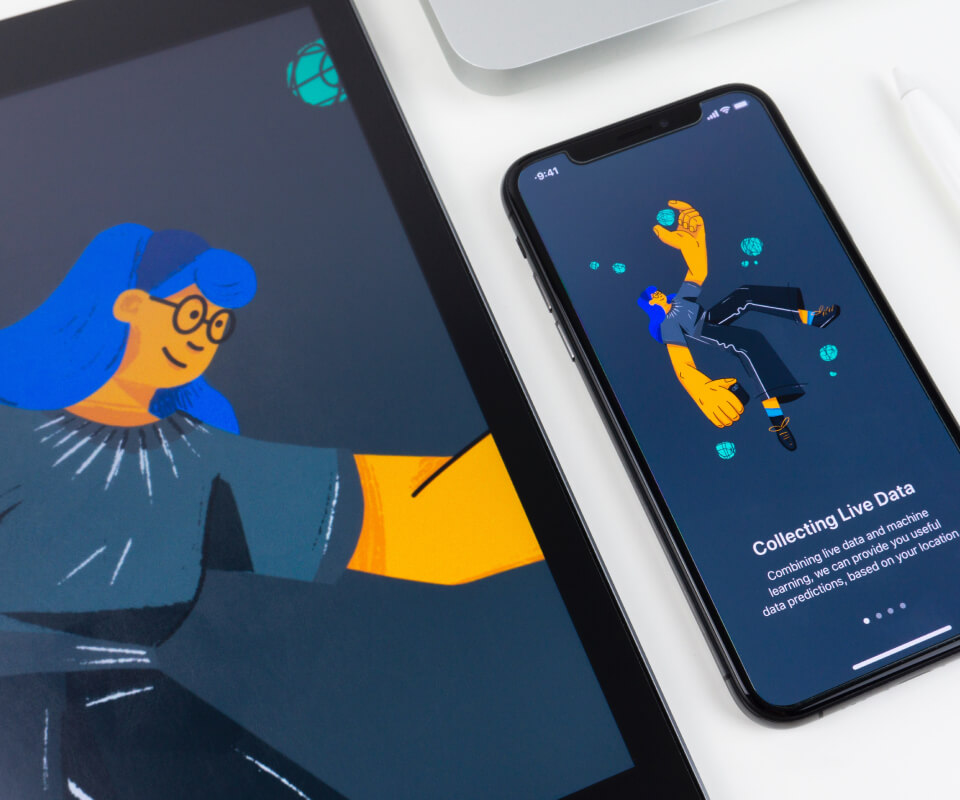 9:41
Collecting Live Data
Combining live data and machine
learning, we can provide you useful
data predictions, based on your location.